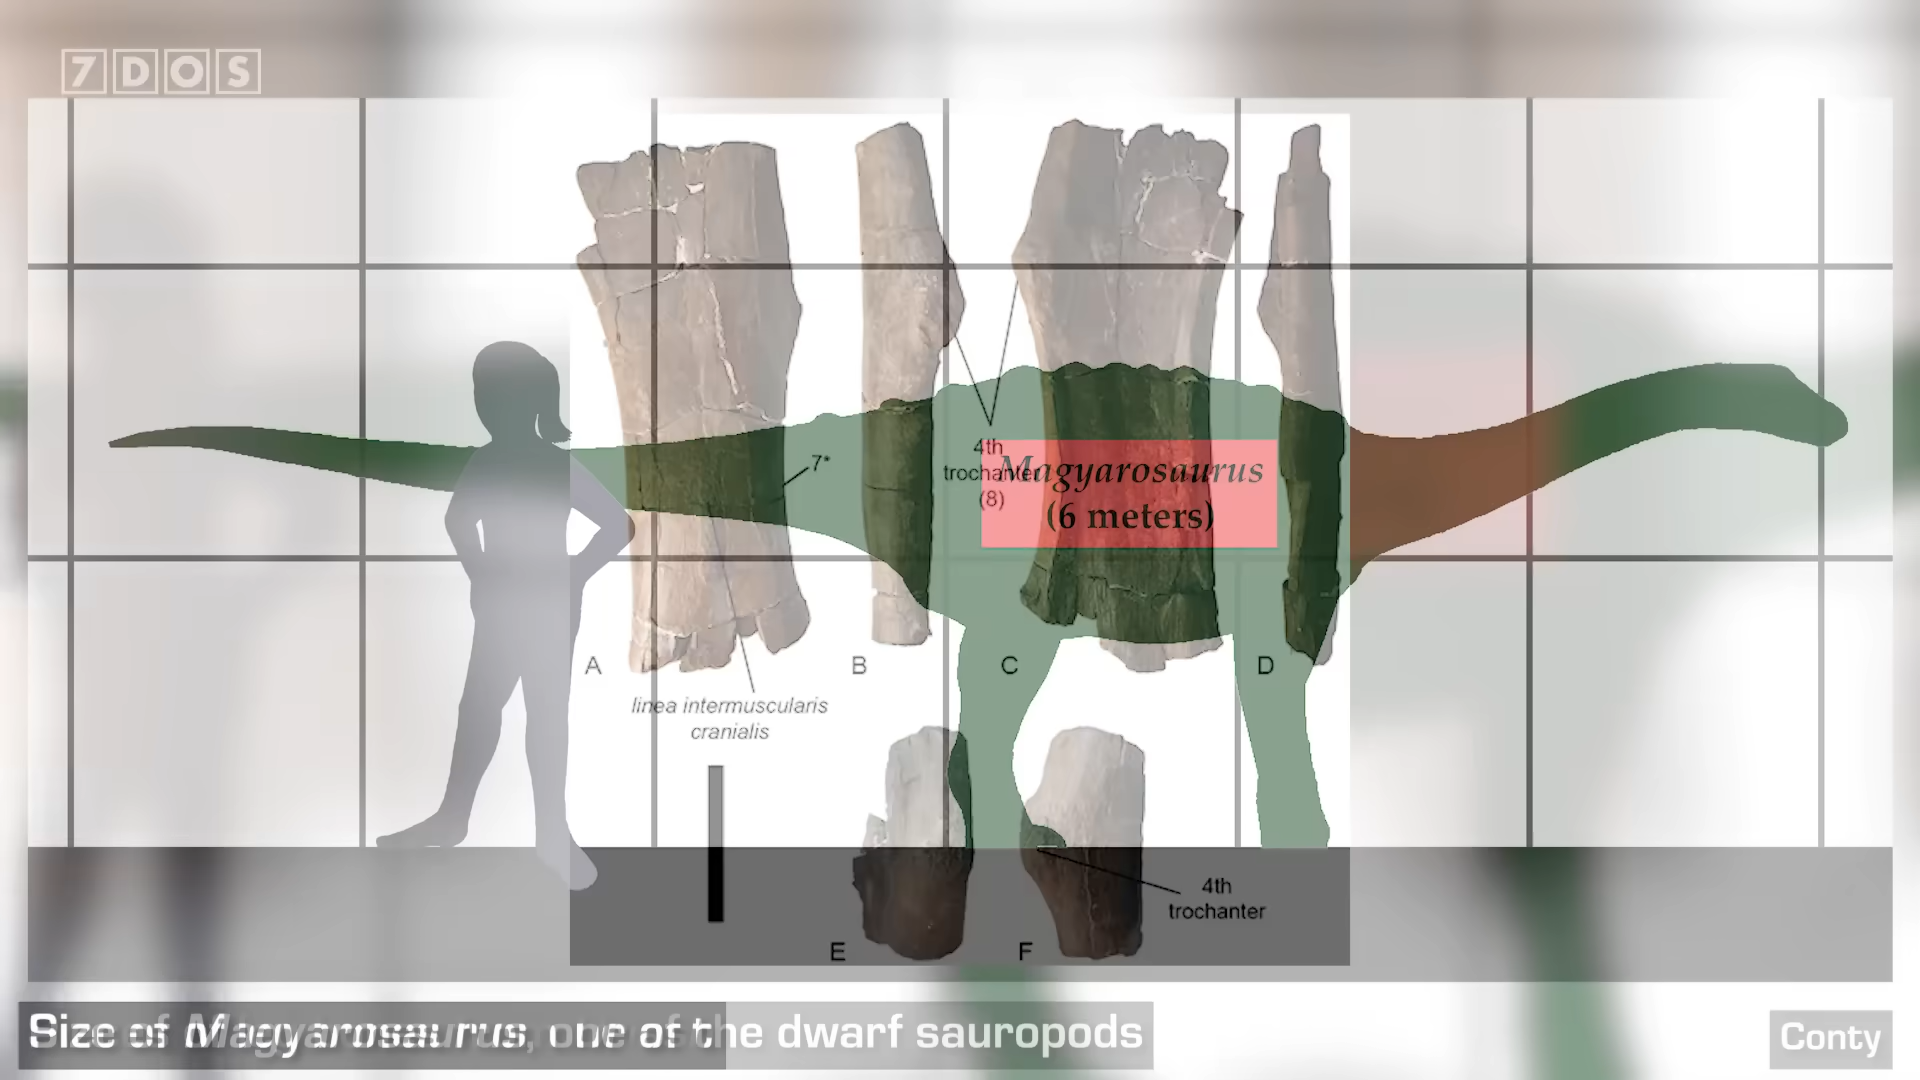 7DOS
7*
4th
trochanter
(8)
Magyarosaurus
(6 meters)
A
B
C
D
linea intermuscularis
cranialis
4th
trochanter
E
F
Size of Magyarosaurus, one of the dwarf sauropods
Conty